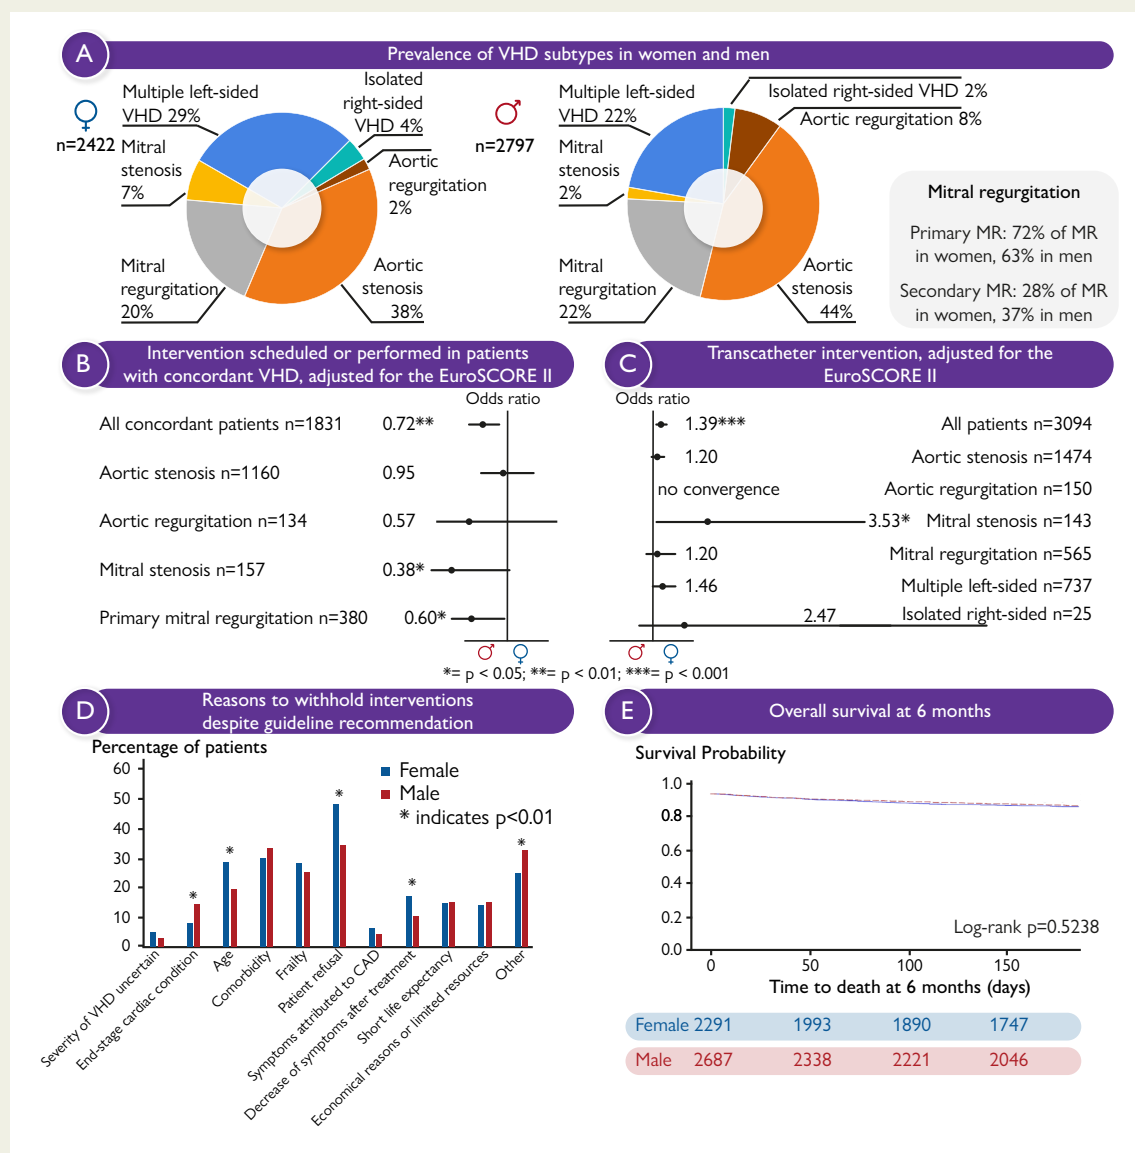 A
Prevalence of VHD subtypes in women and men
n=2422
Multiple left-sided
VHD 29%
Isolated
right-sided
VHD 4%
Mitral
stenosis
7%
Aortic
regurgitation
2%
Mitral
regurgitation
20%
Aortic
stenosis
38%
n=2797
Multiple left-sided
VHD 22%
Isolated right-sided VHD 2%
Aortic regurgitation 8%
Mitral
stenosis
2%
Mitral
regurgitation
22%
Aortic
stenosis
44%
Mitral regurgitation
Primary MR: 72% of MR
in women, 63% in men
Secondary MR: 28% of MR
in women, 37% in men
B
Intervention scheduled or performed in patients
with concordant VHD, adjusted for the EuroSCORE II
Odds ratio
All concordant patients n=1831 0.72**
Aortic stenosis n=1160 0.95
Aortic regurgitation n=134 0.57
Mitral stenosis n=157 0.38*
Primary mitral regurgitation n=380 0.60*
C
Transcatheter intervention, adjusted for the
EuroSCORE II
Odds ratio
1.39*** All patients n=3094
1.20 Aortic stenosis n=1474
no convergence Aortic regurgitation n=150
3.53* Mitral stenosis n=143
1.20 Mitral regurgitation n=565
1.46 Multiple left-sided n=737
2.47 Isolated right-sided n=25
*= p < 0.05; **= p < 0.01; ***= p < 0.001
D
Reasons to withhold interventions
despite guideline recommendation
Percentage of patients
60
50
40
30
20
10
0
Female
Male
* indicates p<0.01
*
*
*
*
*
Severity of VHD uncertain
End-stage cardiac condition
Age
Comorbidity
Frailty
Patient refusal
Symptoms attributed to CAD
Decrease of symptoms after treatment
Short life expectancy
Economical reasons or limited resources
Other
E
Overall survival at 6 months
Survival Probability
1.0
0.8
0.6
0.4
0.2
0.0
Log-rank p=0.5238
0 50 100 150
Time to death at 6 months (days)
Female 2291 1993 1890 1747
Male 2687 2338 2221 2046